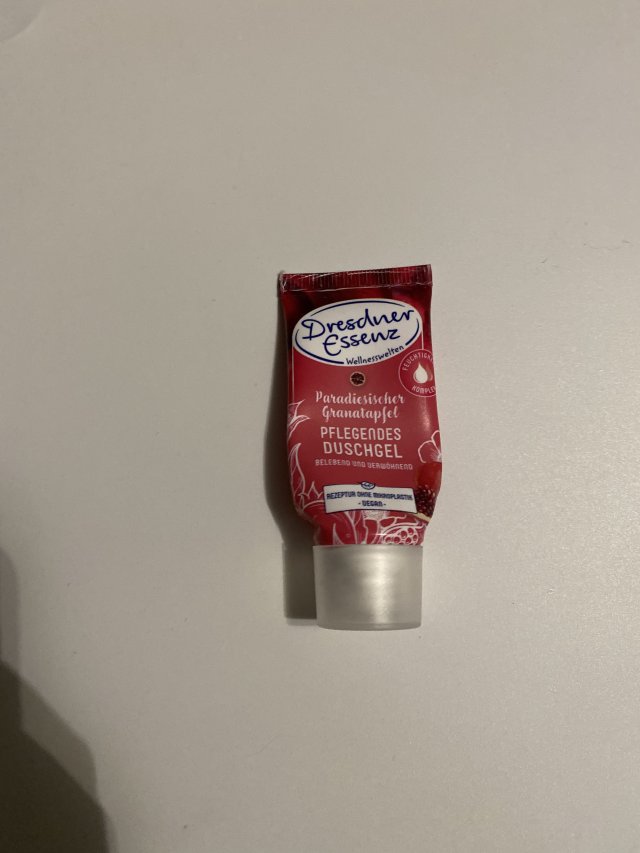 Dresdner
Essenz
Wellnesswelten
Paradiesischer
Granatapfel
PFLEGENDES
DUSCHGEL
BELEBEND UND VERWÖHNEND
REZEPTUR OHNE MIKROPLASTIK
- VEGAN -